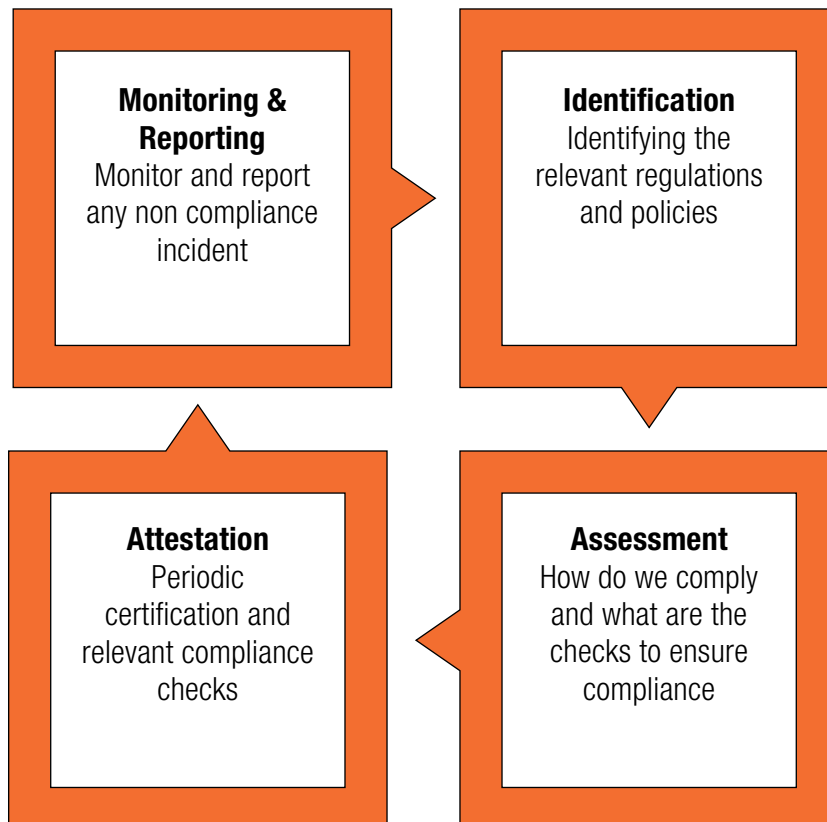 Monitoring &
Reporting
Monitor and report
any non compliance
incident
Identification
Identifying the
relevant regulations
and policies
Attestation
Periodic
certification and
relevant compliance
checks
Assessment
How do we comply
and what are the
checks to ensure
compliance